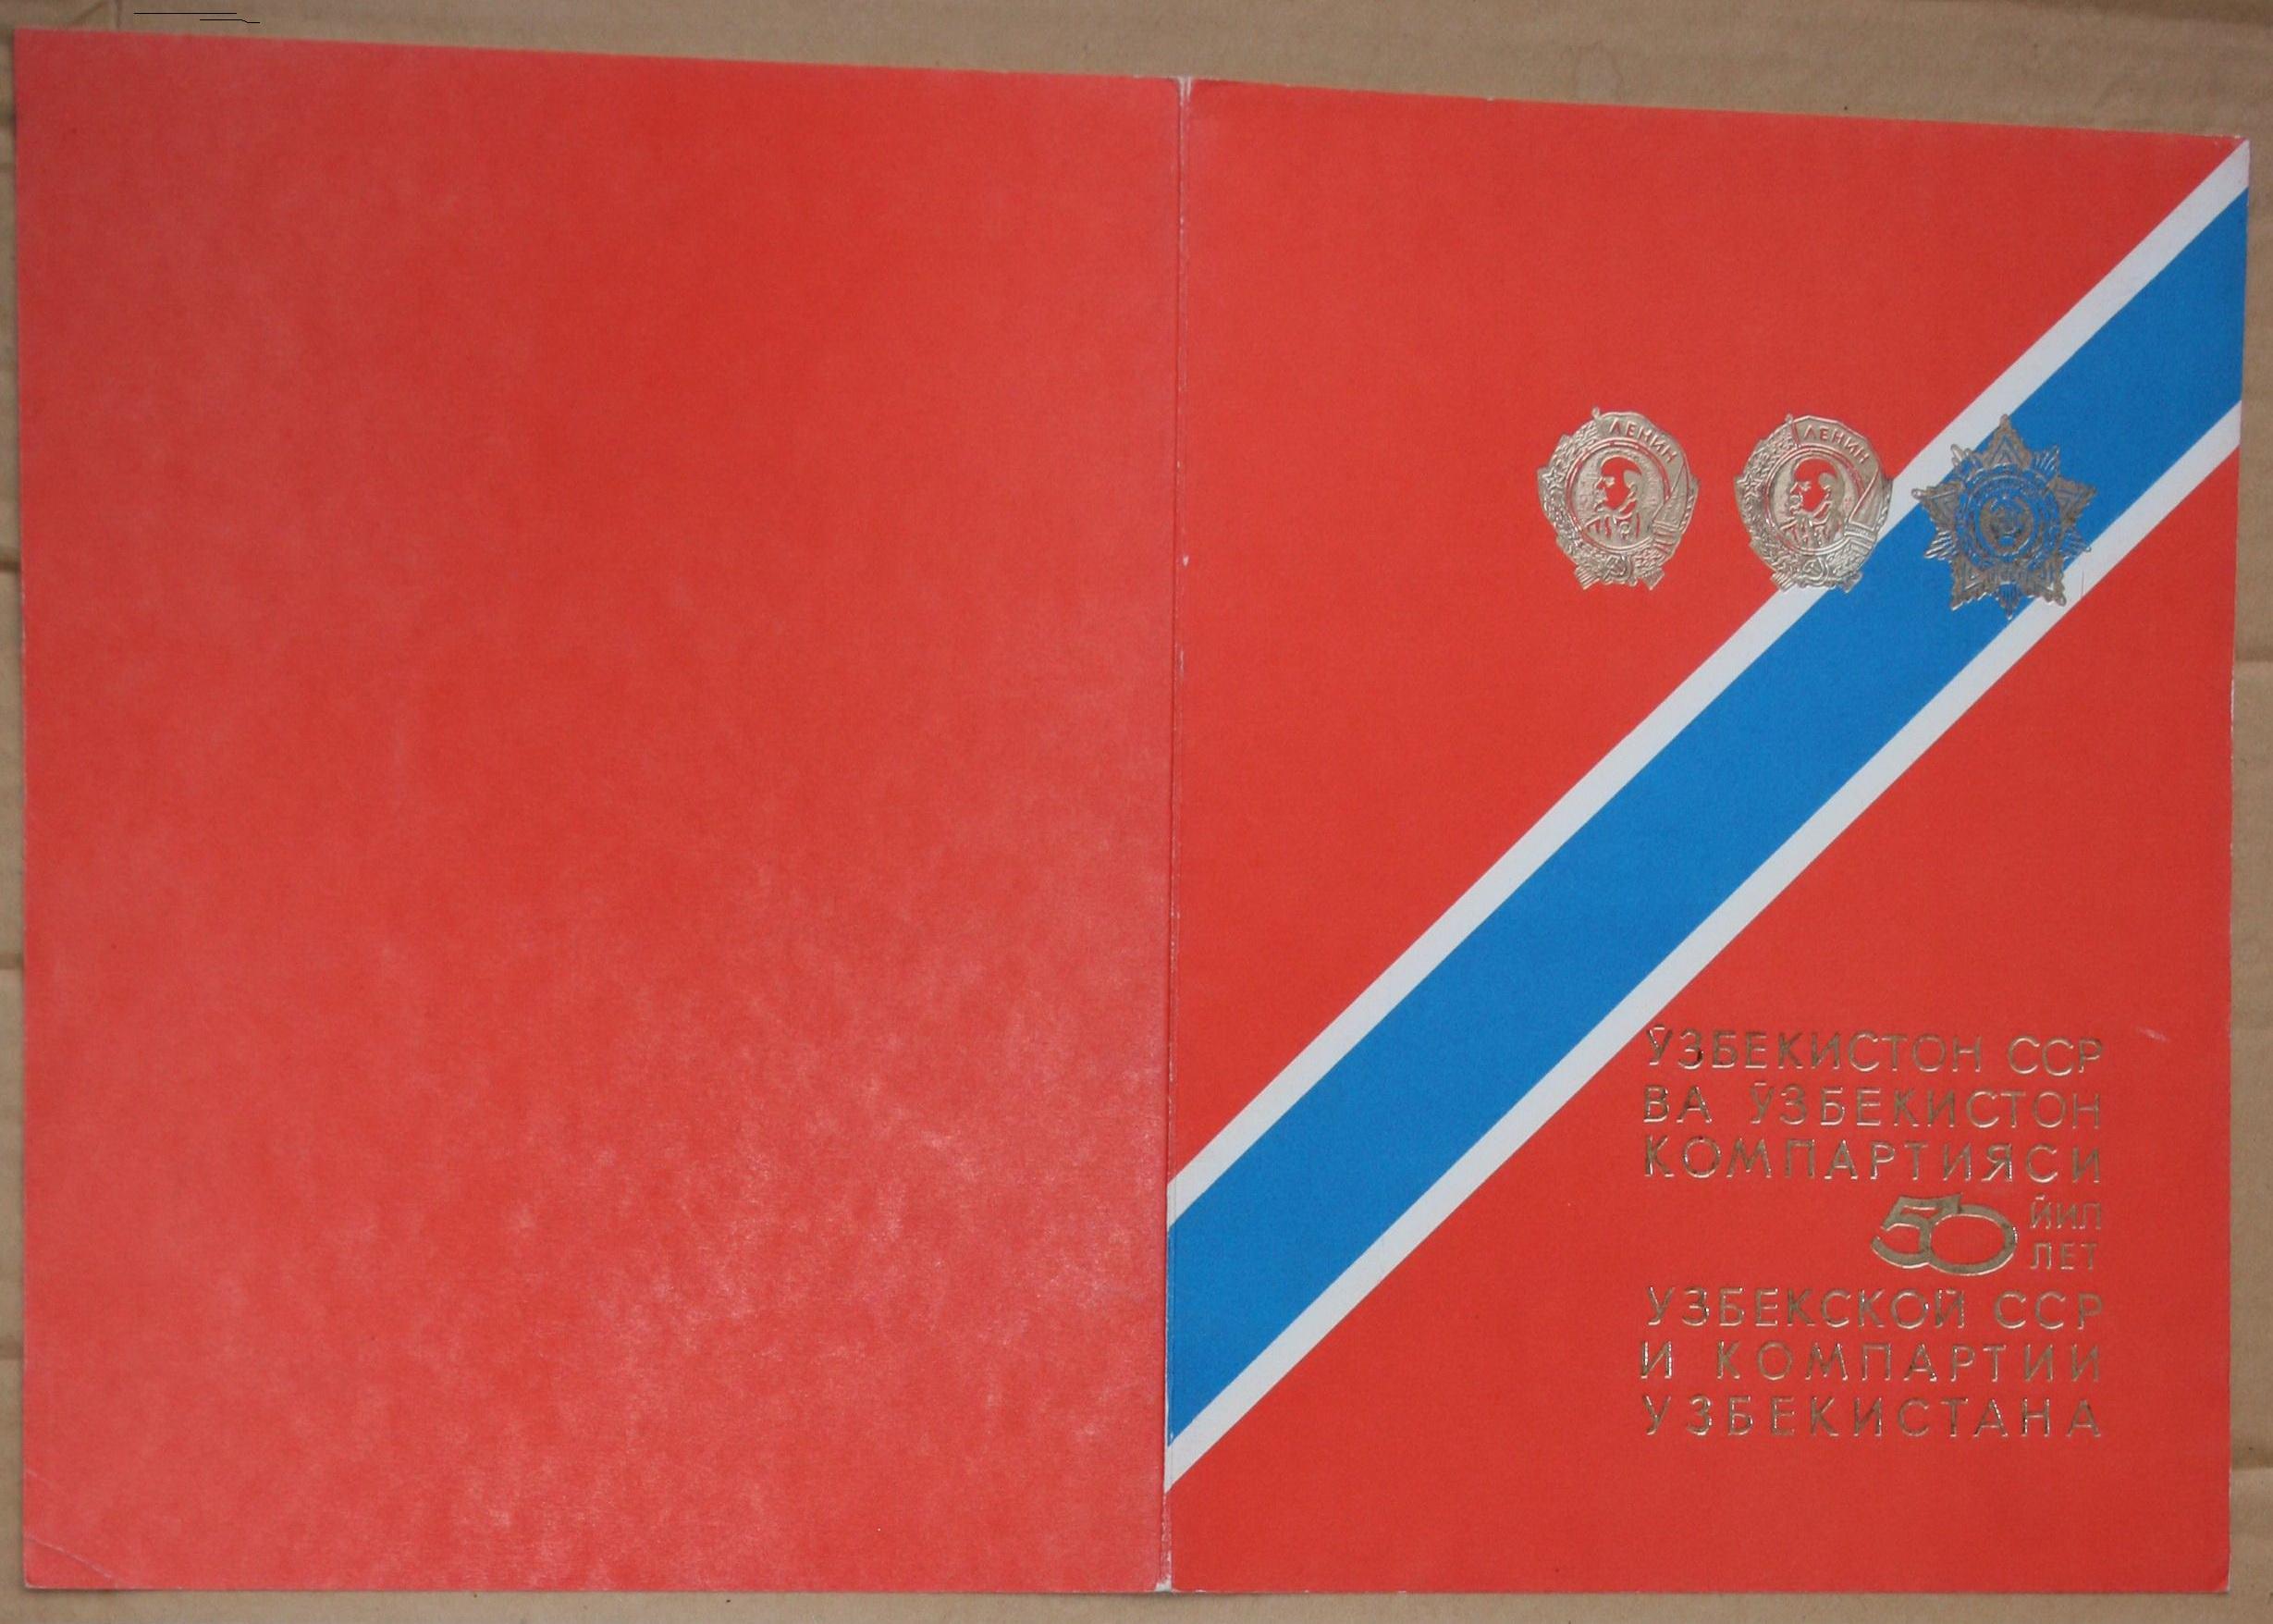 ЛЕНИН
ЛЕНИН
ЎЗБЕКИСТОН ССР
ВА ЎЗБЕКИСТОН
КОМПАРТИЯСИ
50 ЙИЛ
ЛЕТ
УЗБЕКСКОЙ ССР
И КОМПАРТИИ
УЗБЕКИСТАНА